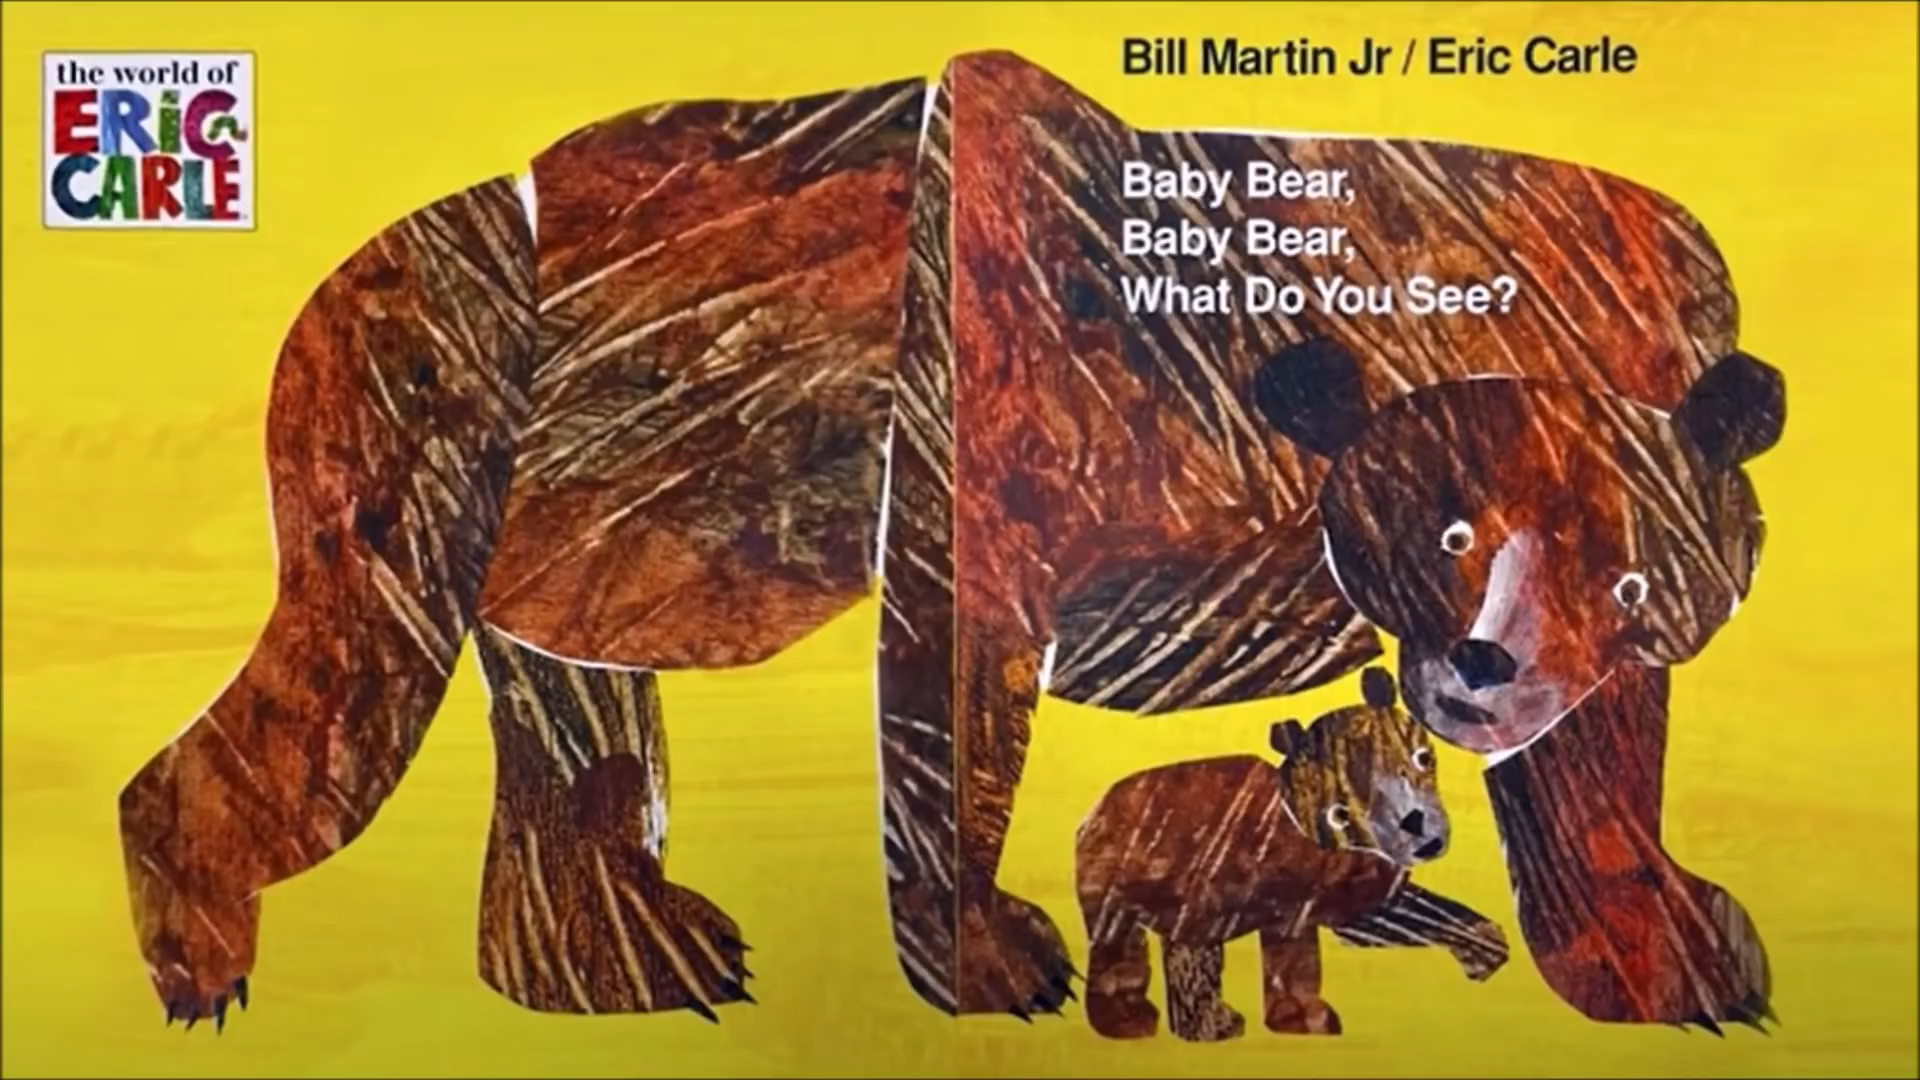 the world of
ERiC
CARLE
Bill Martin Jr / Eric Carle
Baby Bear,
Baby Bear,
What Do You See?